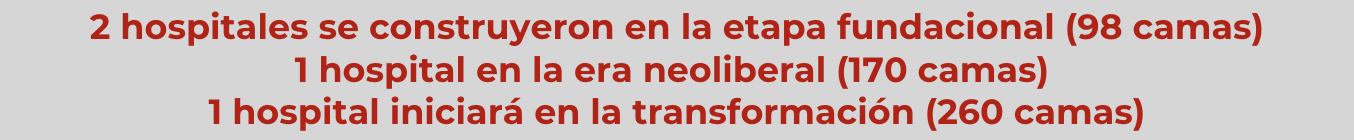 2 hospitales se construyeron en la etapa fundacional (98 camas)
1 hospital en la era neoliberal (170 camas)
1 hospital iniciará en la transformación (260 camas)